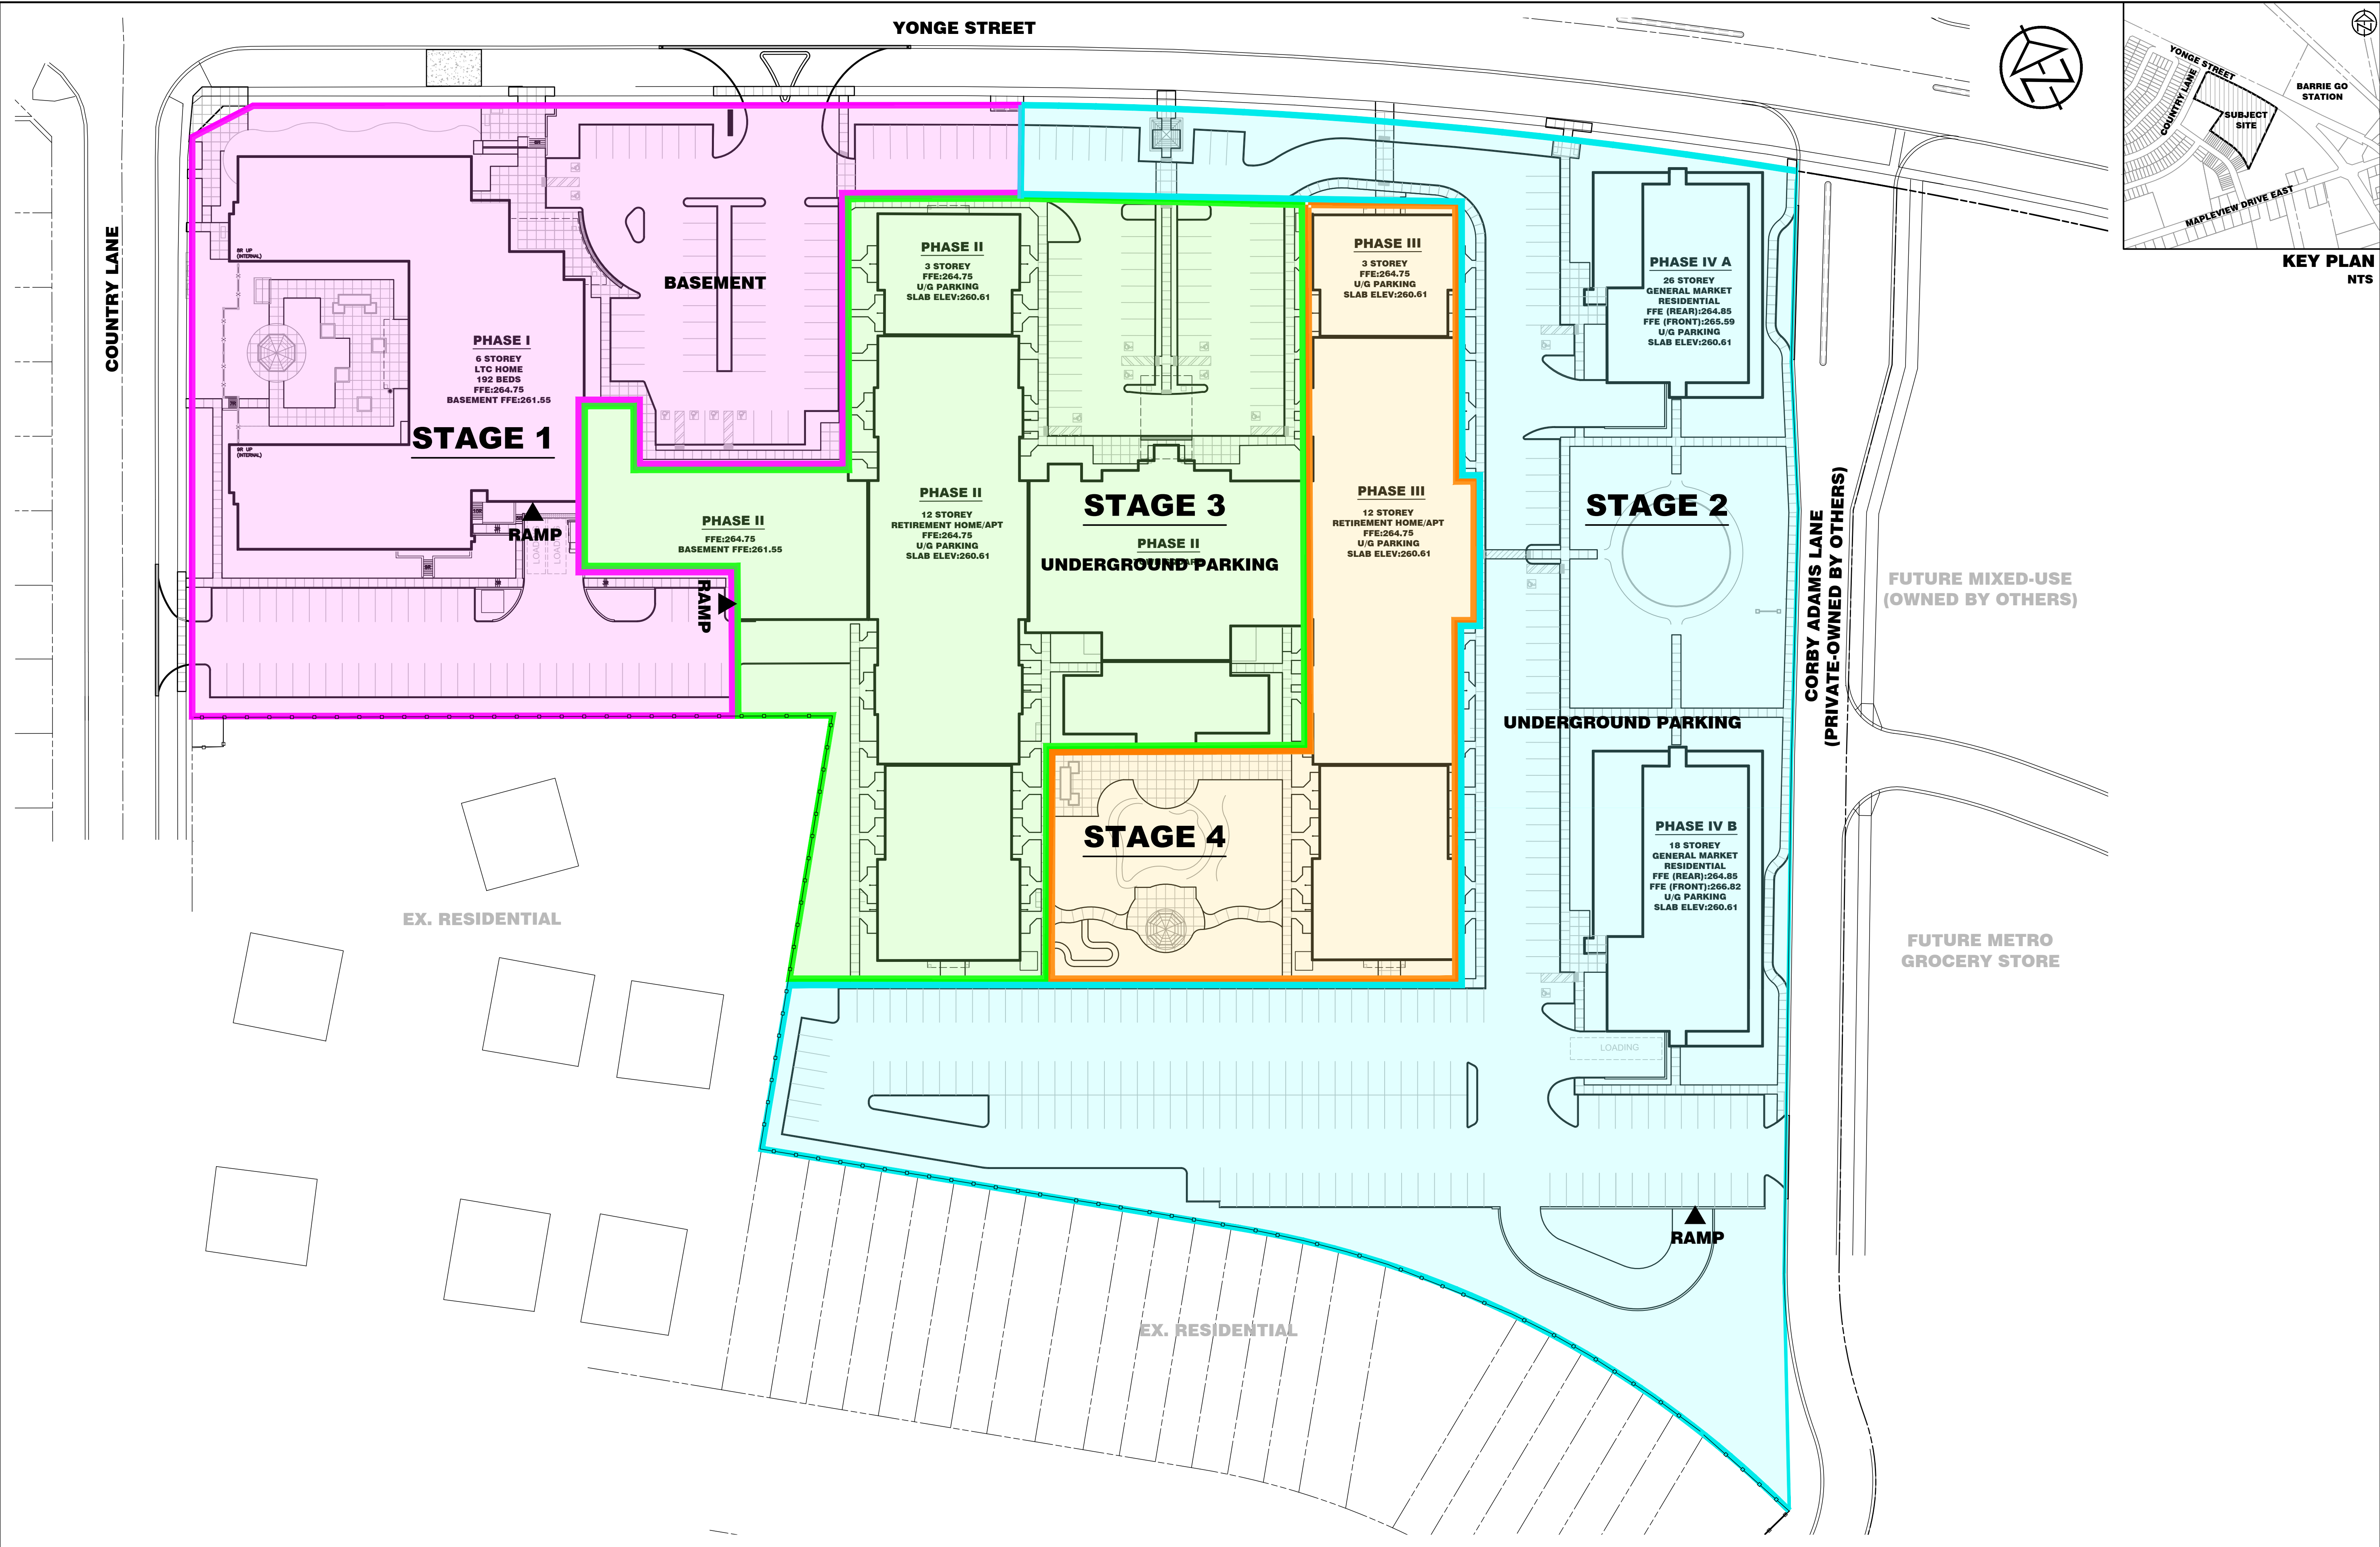 YONGE STREET
YONGE STREET
COUNTRY LANE
BARRIE GO
STATION
SUBJECT
SITE
MAPLEVIEW DRIVE EAST
KEY PLAN
NTS
COUNTRY LANE
8R UP
(INTERNAL)
PHASE I
6 STOREY
LTC HOME
192 BEDS
FFE:264.75
BASEMENT FFE:261.55
STAGE 1
9R UP
(INTERNAL)
RAMP
LOADING
LOADING
BASEMENT
PHASE II
FFE:264.75
BASEMENT FFE:261.55
RAMP
PHASE II
3 STOREY
FFE:264.75
U/G PARKING
SLAB ELEV:260.61
PHASE II
12 STOREY
RETIREMENT HOME/APT
FFE:264.75
U/G PARKING
SLAB ELEV:260.61
STAGE 3
PHASE II
UNDERGROUND PARKING
PHASE III
3 STOREY
FFE:264.75
U/G PARKING
SLAB ELEV:260.61
PHASE III
12 STOREY
RETIREMENT HOME/APT
FFE:264.75
U/G PARKING
SLAB ELEV:260.61
STAGE 4
PHASE IV A
26 STOREY
GENERAL MARKET
RESIDENTIAL
FFE (REAR):264.85
FFE (FRONT):265.59
U/G PARKING
SLAB ELEV:260.61
STAGE 2
UNDERGROUND PARKING
PHASE IV B
18 STOREY
GENERAL MARKET
RESIDENTIAL
FFE (REAR):264.85
FFE (FRONT):266.82
U/G PARKING
SLAB ELEV:260.61
LOADING
RAMP
CORBY ADAMS LANE
(PRIVATE-OWNED BY OTHERS)
FUTURE MIXED-USE
(OWNED BY OTHERS)
FUTURE METRO
GROCERY STORE
EX. RESIDENTIAL
EX. RESIDENTIAL